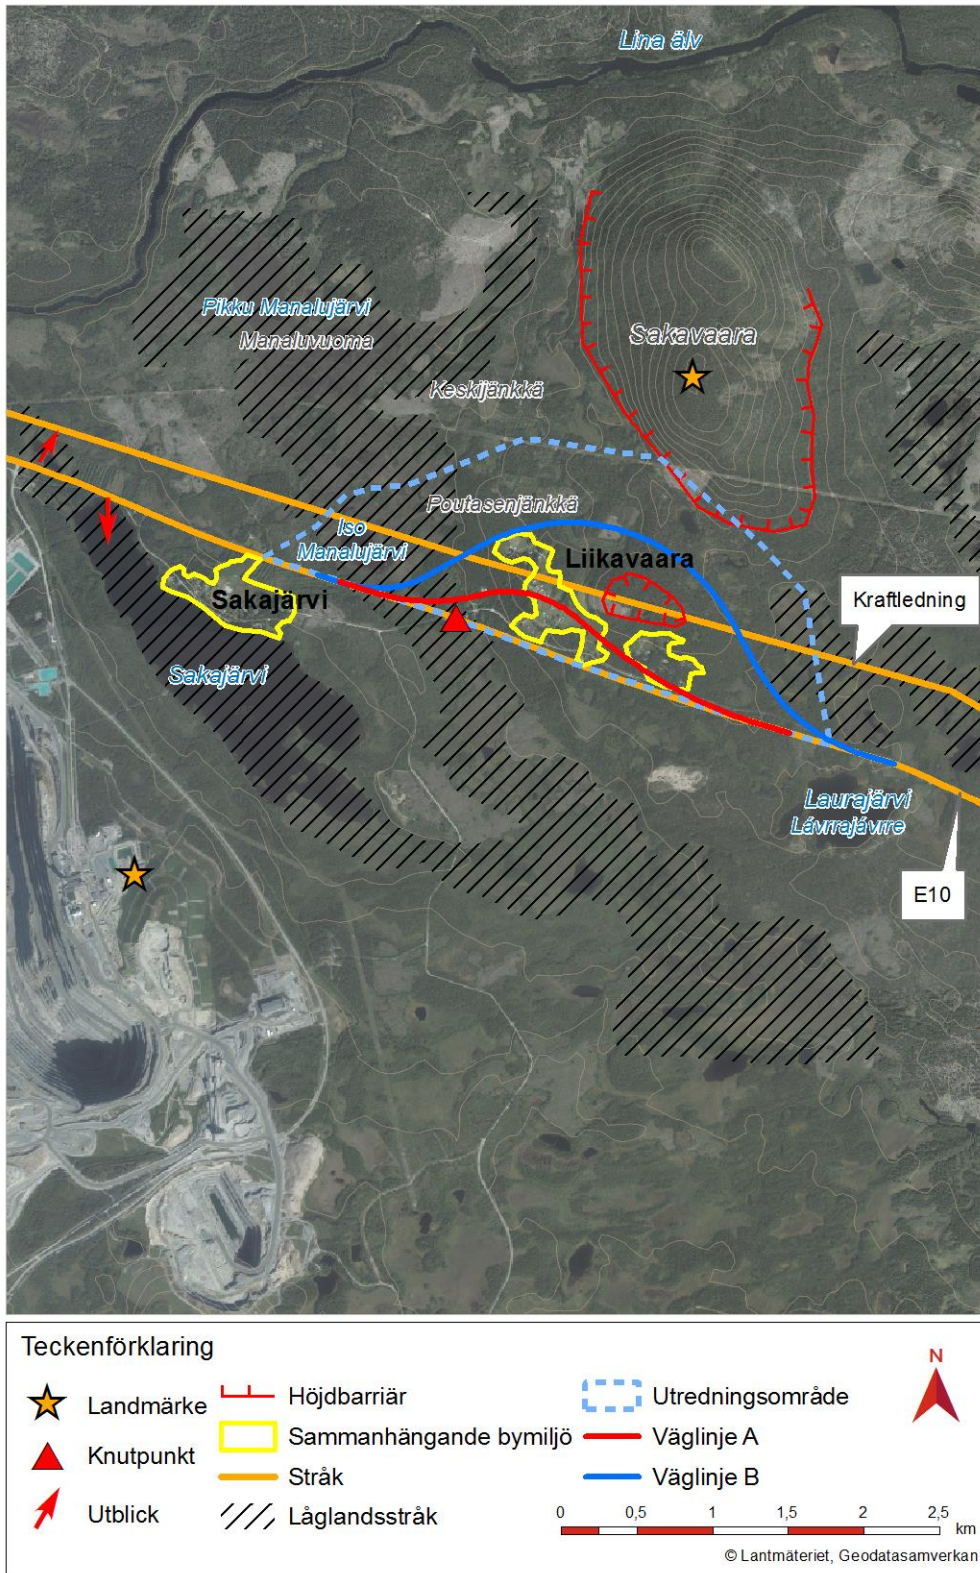 Lina älv
Pikku Manalujärvi
Manaluvuoma
Sakavaara
Keskijänkkä
Poutasenjänkkä
Iso
Manalujärvi
Liikavaara
Sakajärvi
Kraftledning
Sakajärvi
Laurajärvi
Lávrrajávrre
E10
Teckenförklaring
Landmärke
Knutpunkt
Utblick
Höjdbarriär
Sammanhängande bymiljö
Stråk
Låglandsstråk
Utredningsområde
Väglinje A
Väglinje B
N
0 0,5 1 1,5 2 2,5
km
© Lantmäteriet, Geodatasamverkan